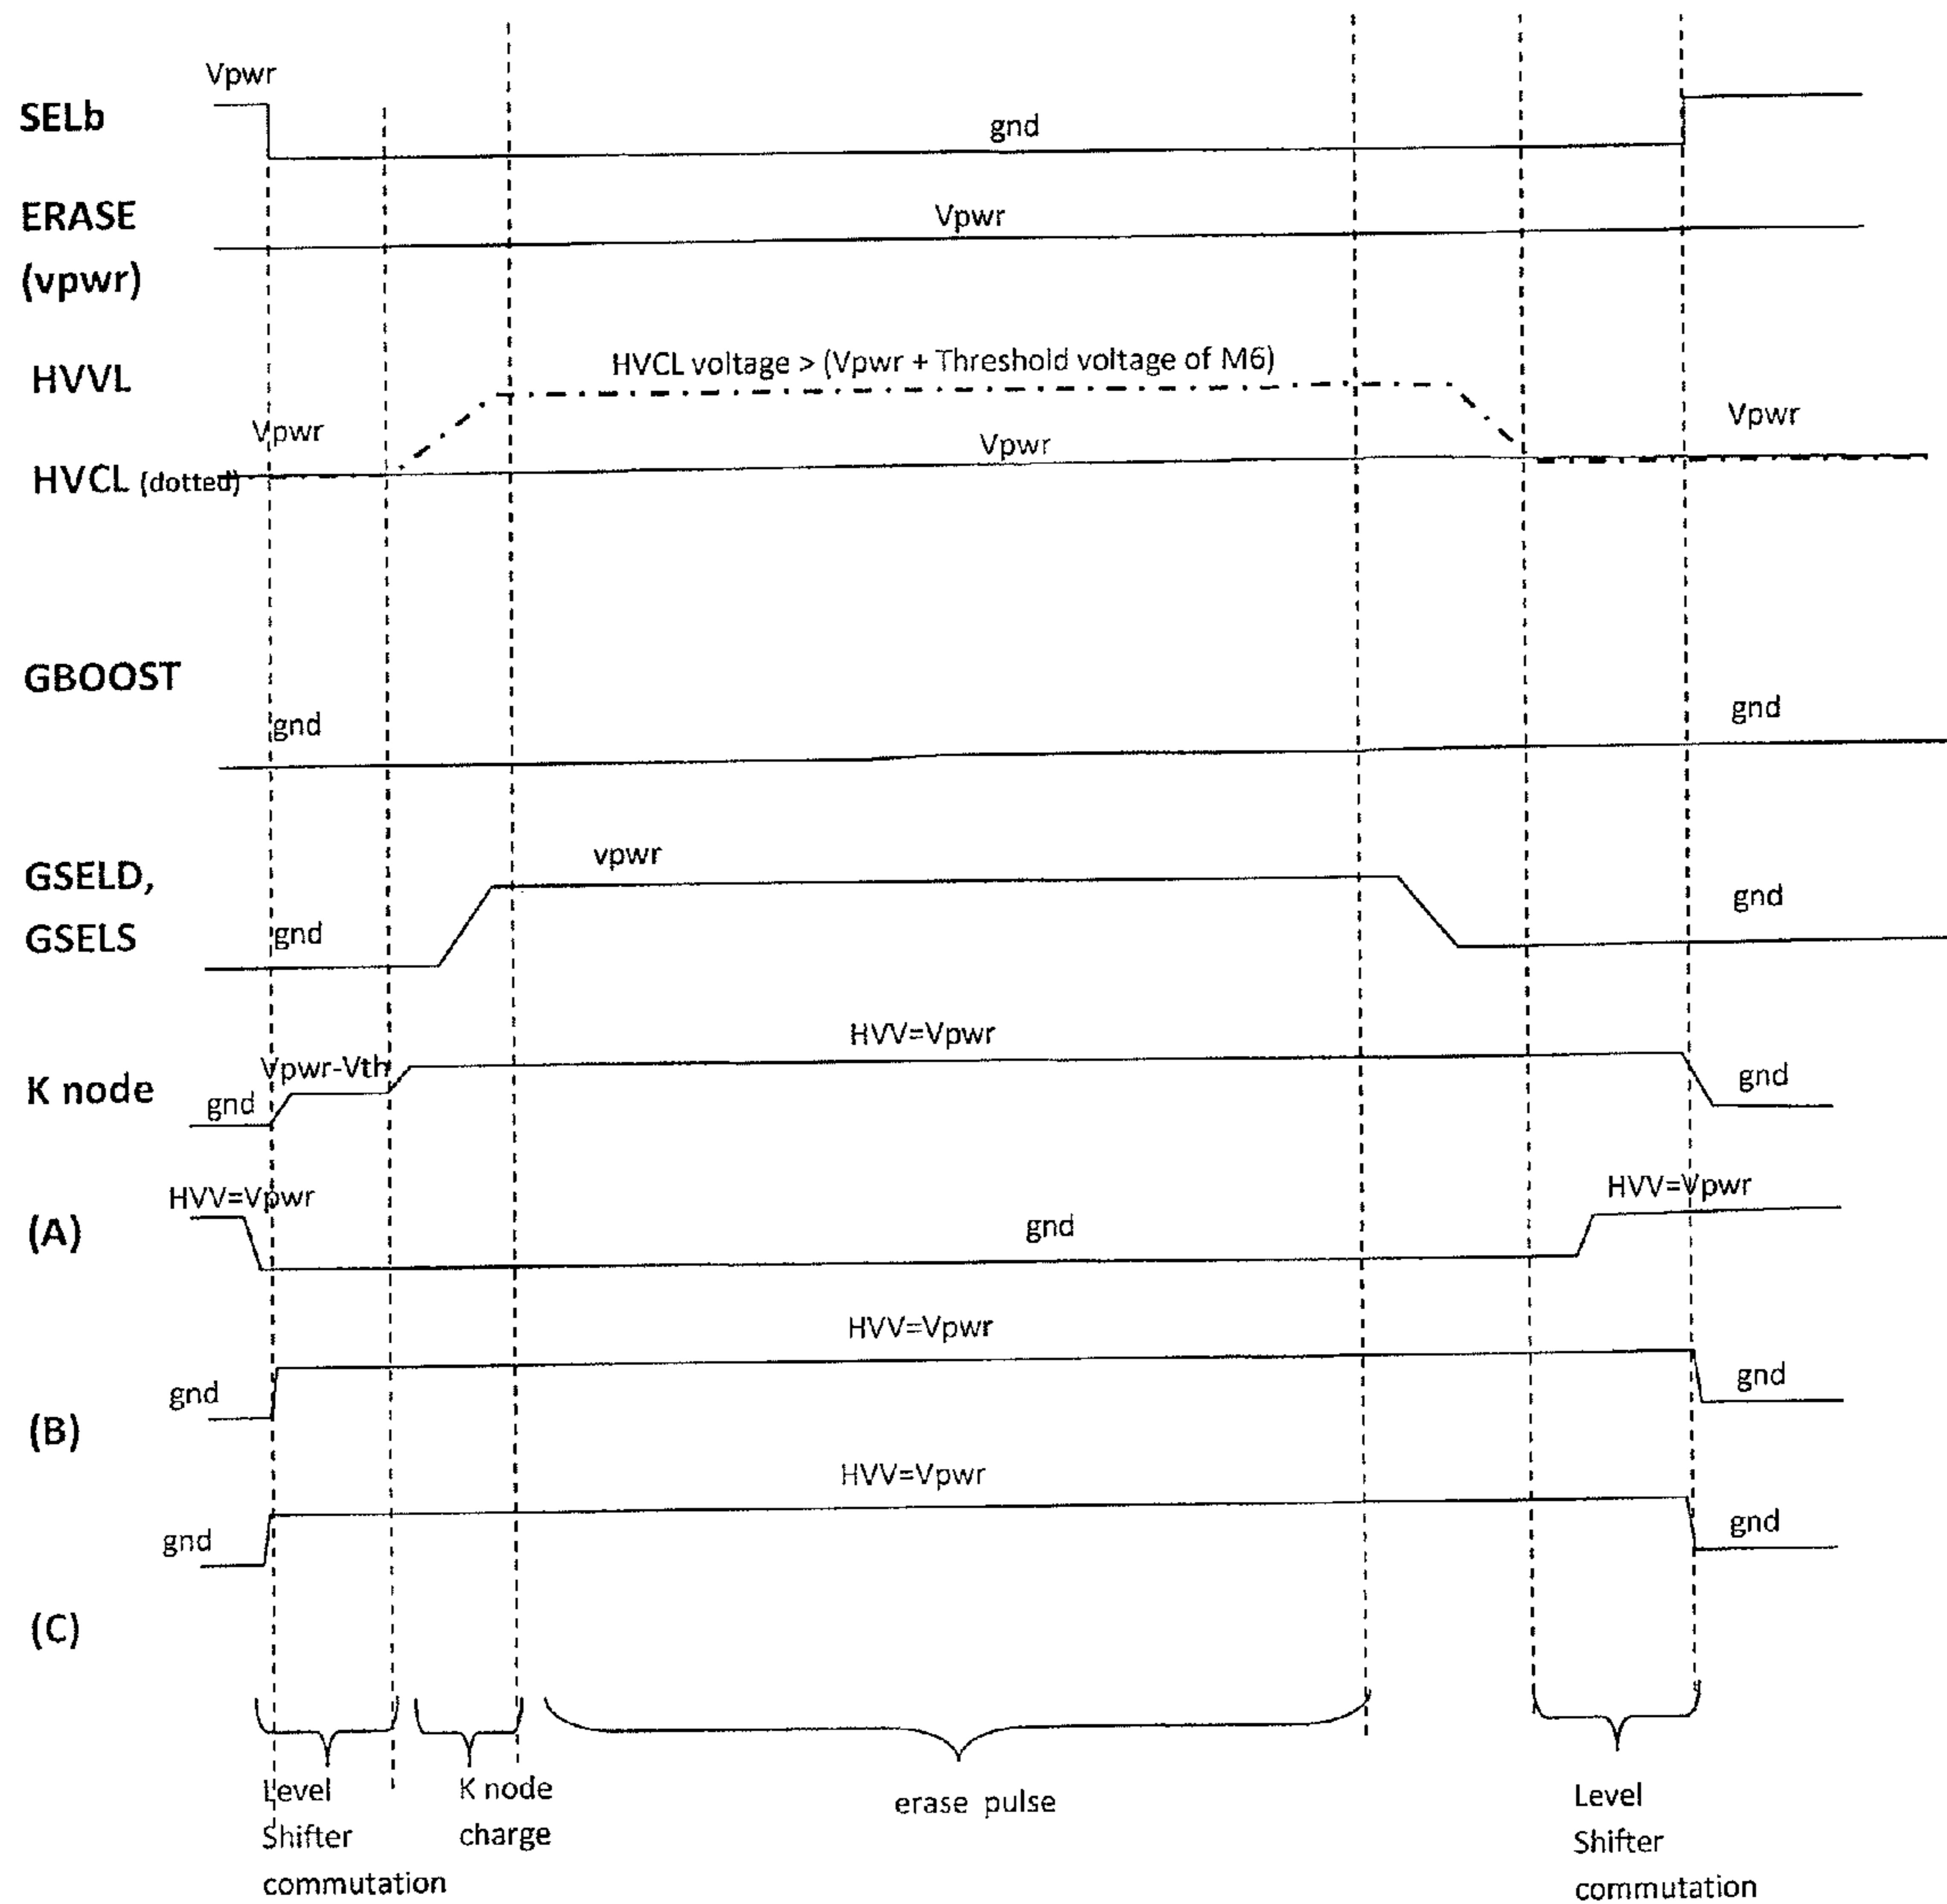 Vpwr
SELb
gnd
ERASE
(vpwr)
Vpwr
HVVL
HVCL voltage > (Vpwr + Threshold voltage of M6)
Vpwr
Vpwr
Vpwr
HVCL (dotted)
GBOOST
gnd
gnd
GSELD,
GSELS
vpwr
gnd
gnd
K node
HVV=Vpwr
Vpwr-Vth
gnd
gnd
(A)
HVV=Vpwr
gnd
HVV=Vpwr
(B)
HVV=Vpwr
gnd
gnd
HVV=Vpwr
gnd
gnd
(C)
Level
Shifter
commutation
K node
charge
erase pulse
Level
Shifter
commutation